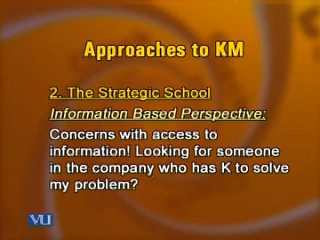 Approaches to KM
2. The Strategic School
Information Based Perspective:
Concerns with access to
information! Looking for someone
in the company who has K to solve
my problem?
VU